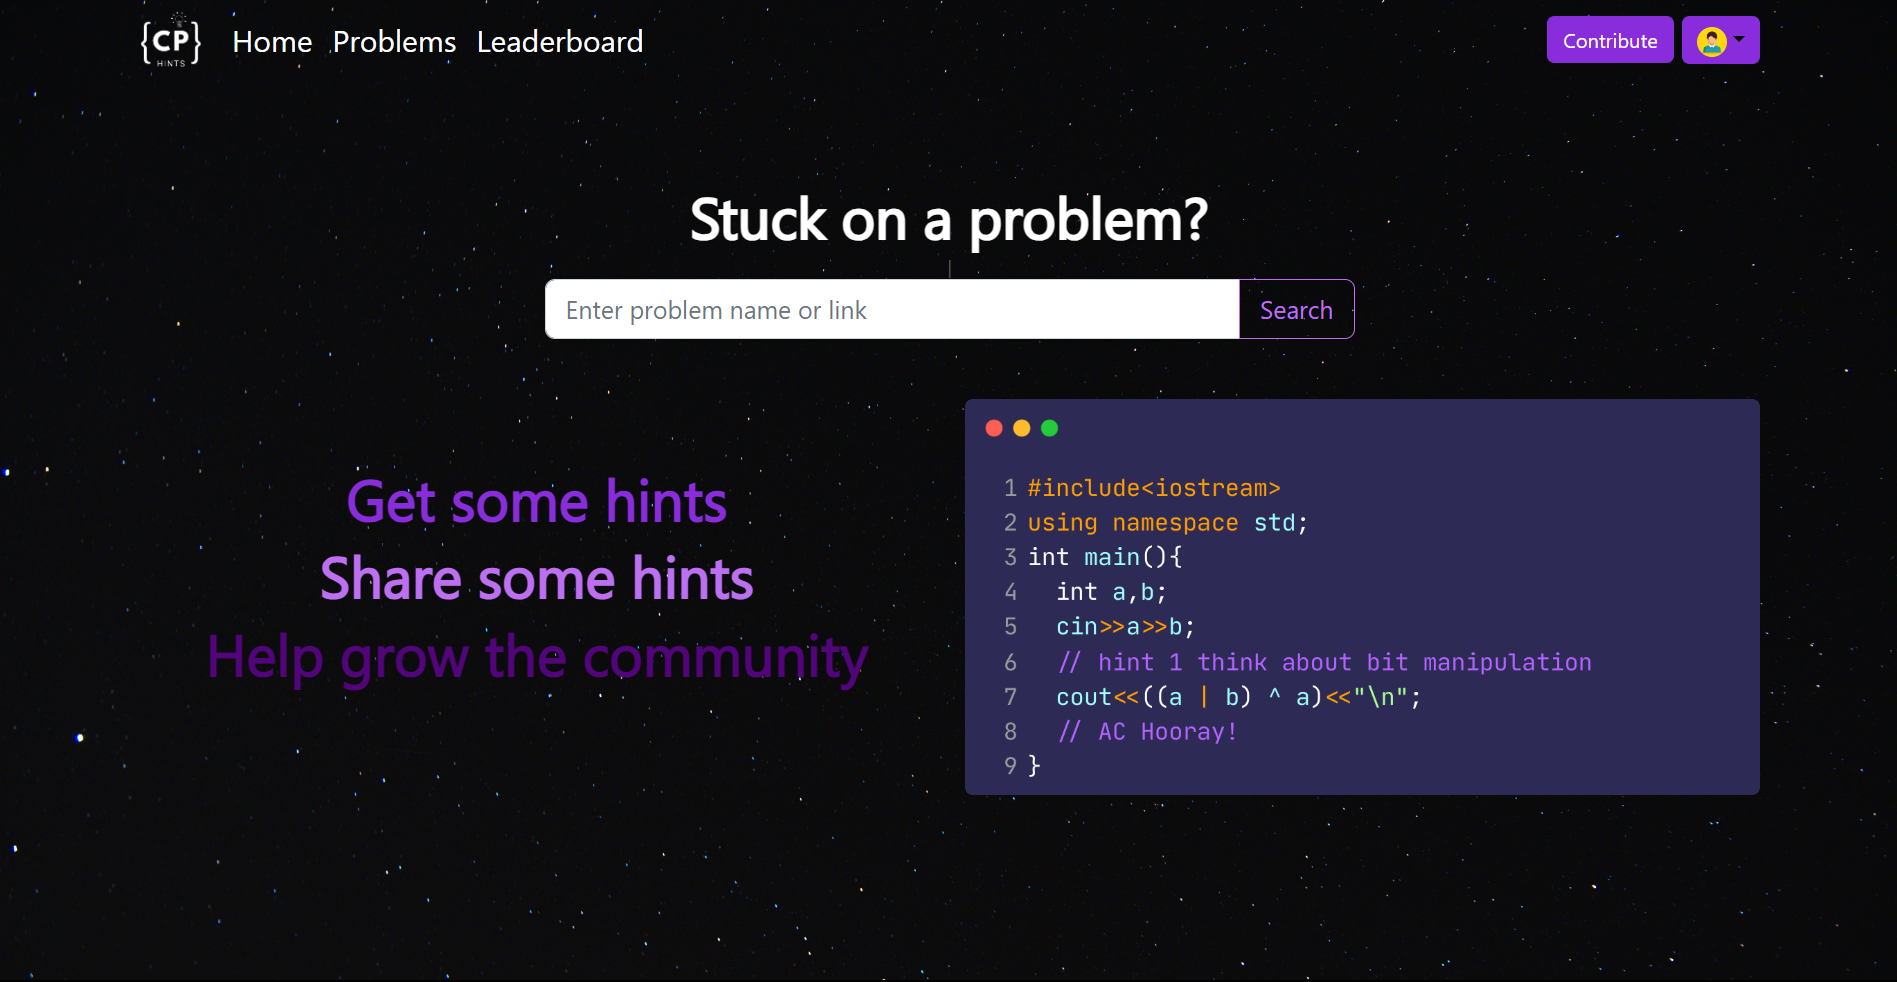 {CP}
HINTS
Home Problems Leaderboard
Contribute
Stuck on a problem?
Enter problem name or link
Search
Get some hints
Share some hints
Help grow the community
1 #include<iostream>
2 using namespace std;
3 int main(){
4   int a,b;
5   cin>>a>>b;
6   // hint 1 think about bit manipulation
7   cout<<((a | b) ^ a)<<"\n";
8   // AC Hooray!
9 }